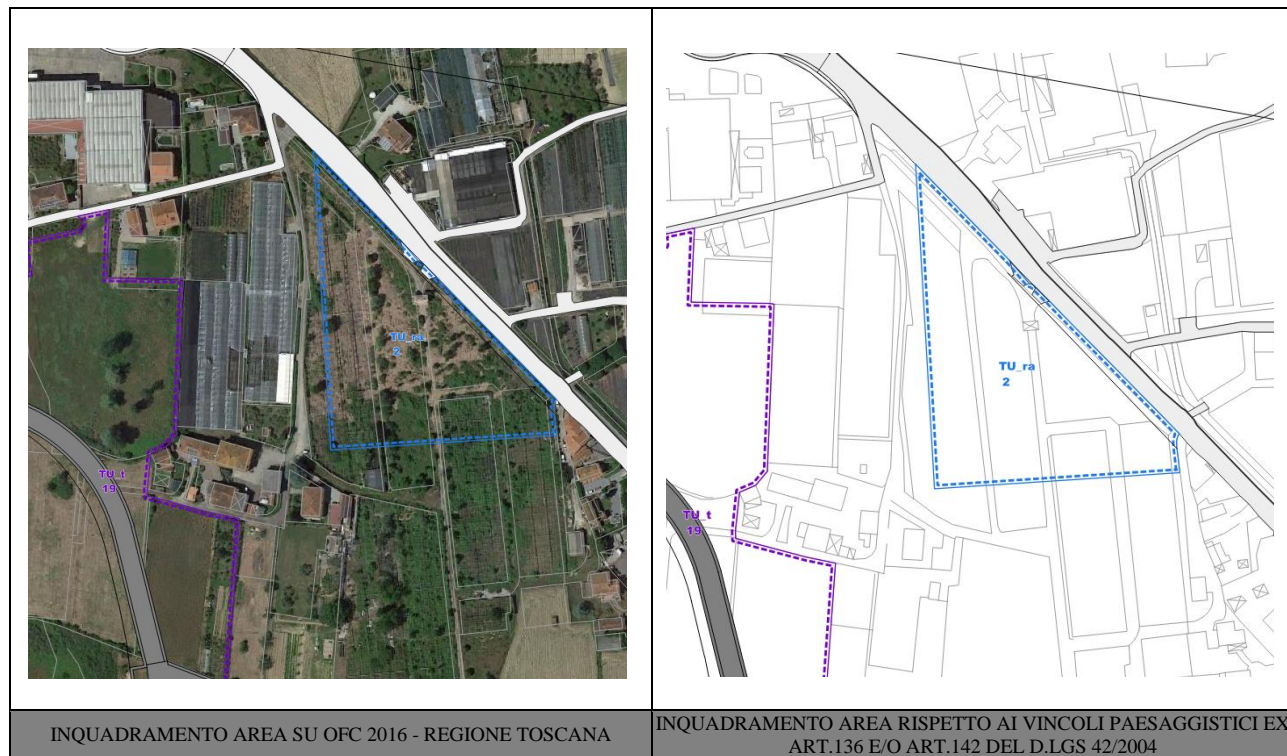 TU_ra
2
TU_t
19
TU_ra
2
TU_t
19
INQUADRAMENTO AREA SU OFC 2016 - REGIONE TOSCANA
INQUADRAMENTO AREA RISPETTO AI VINCOLI PAESAGGISTICI EX
ART.136 E/O ART.142 DEL D.LGS 42/2004